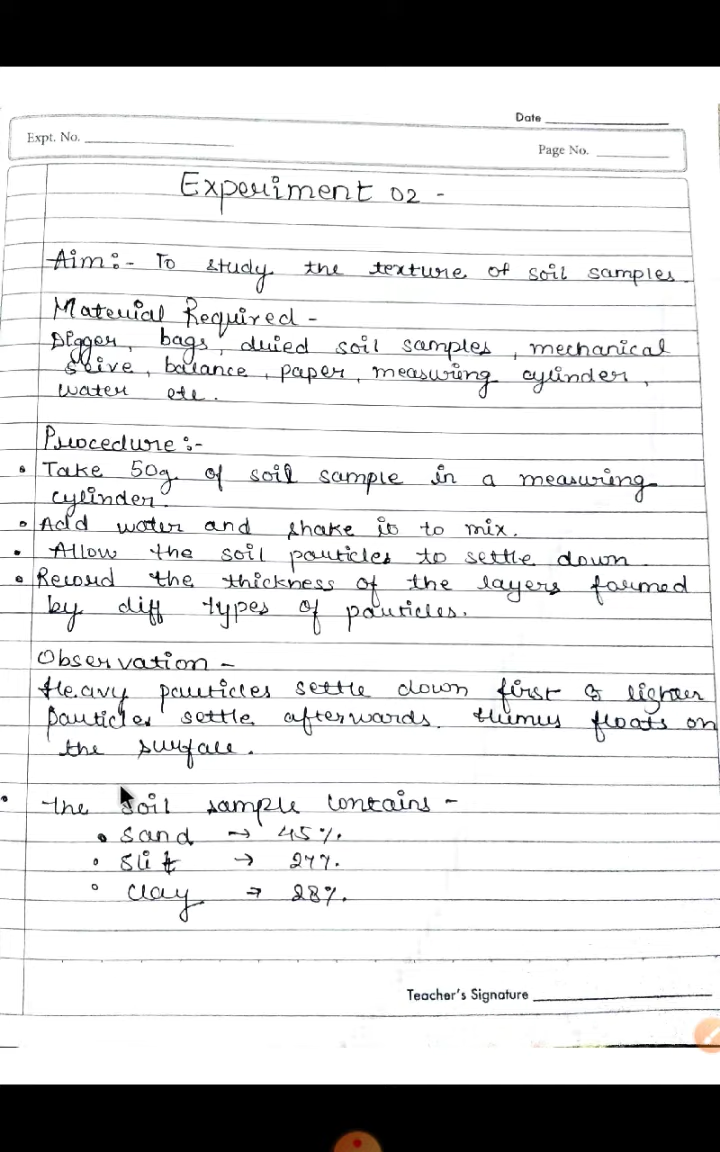 Date
Expt. No.
Page No.
Experiment 02 -
Aim:- To study the texture of soil samples.
Material Required -
Digger, bags, dried soil samples, mechanical
seive, balance, paper, measuring cylinder,
water etc.
Procedure:-
• Take 50g of soil sample in a measuring
cylinder.
• Add water and shake it to mix.
• Allow the soil particles to settle down.
• Record the thickness of the layers formed
by diff types of particles.
Observation -
Heavy particles settle down first & lighter
particles settle afterwards. Humus floats on
the surface.
• The soil sample contains -
• Sand → 45%.
• Slit → 27%.
• Clay → 28%.
Teacher's Signature